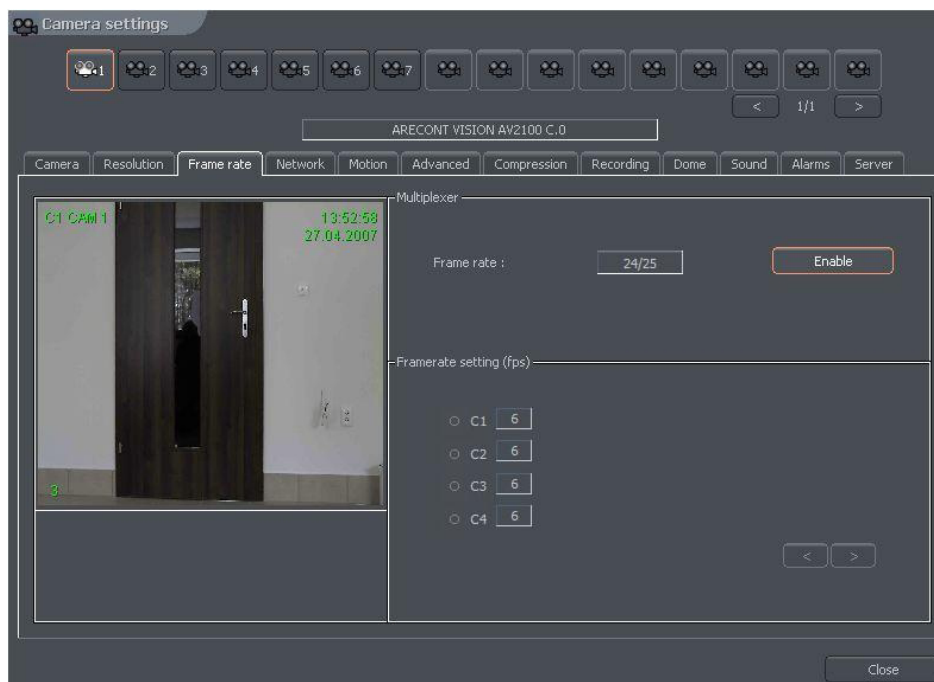 Camera settings
1 2 3 4 5 6 7
< 1/1 >
ARECONT VISION AV2100 C.0
Camera Resolution Frame rate Network Motion Advanced Compression Recording Dome Sound Alarms Server
C1 CAM 1 13:52:58
27.04.2007
3
Multiplexer
Frame rate : 24/25 Enable
Framerate setting (fps)
C1 6
C2 6
C3 6
C4 6
< >
Close